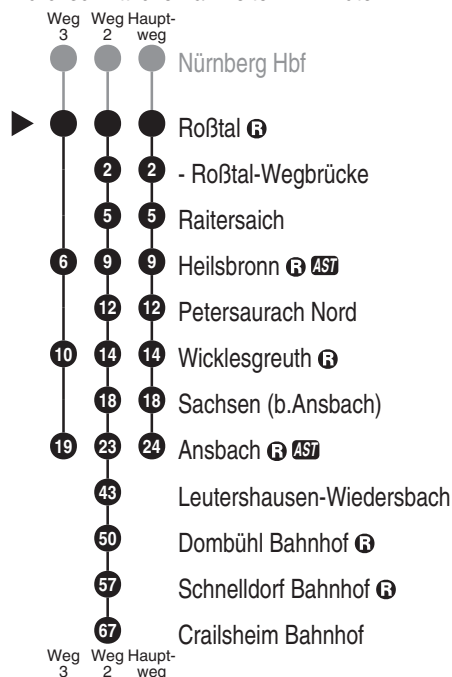 Weg Weg Haupt-
3 2 weg
Nürnberg Hbf
Roßtal R
2 2 - Roßtal-Wegbrücke
5 5 Raitersaich
6 9 9 Heilsbronn R AST
12 12 Petersaurach Nord
10 14 14 Wicklesgreuth R
18 18 Sachsen (b.Ansbach)
19 23 24 Ansbach R AST
43 Leutershausen-Wiedersbach
50 Dombühl Bahnhof R
57 Schnelldorf Bahnhof R
67 Crailsheim Bahnhof
Weg Weg Haupt-
3 2 weg